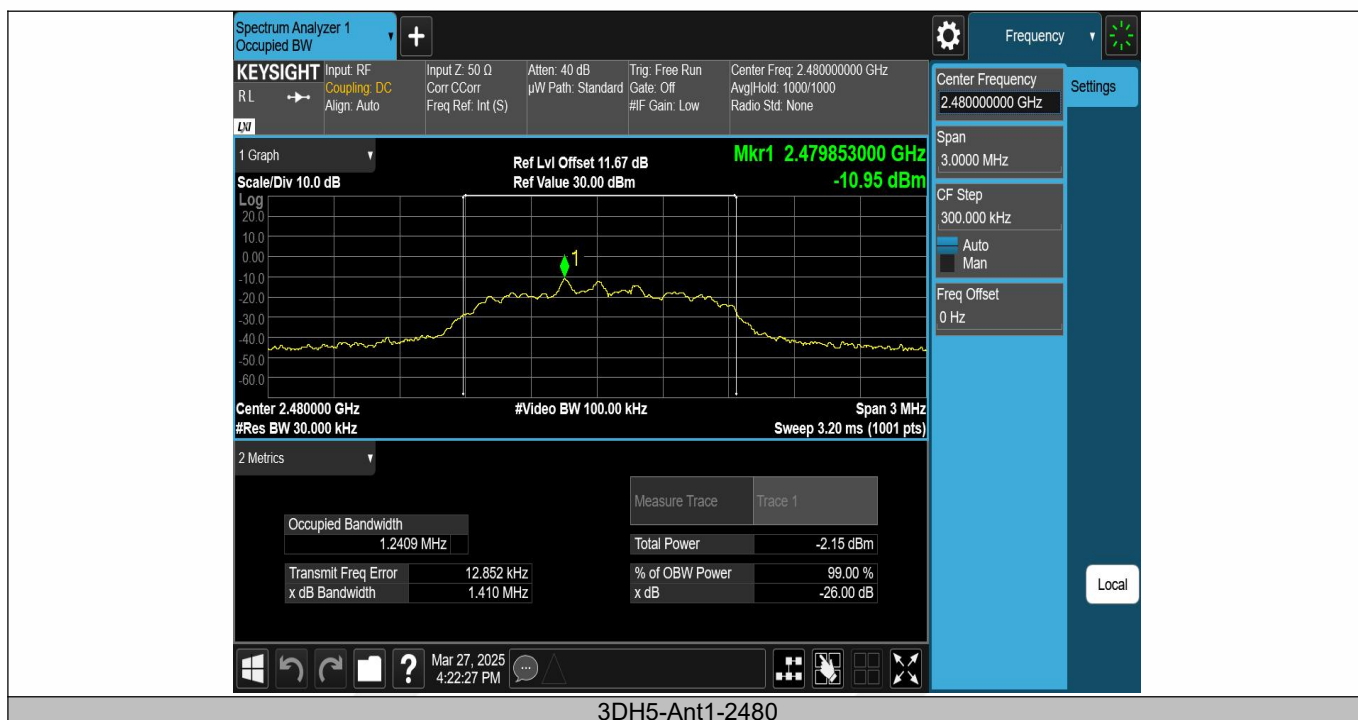 Spectrum Analyzer 1
Occupied BW
+
Frequency
KEYSIGHT
R L
LXI
Input: RF
Coupling: DC
Align: Auto
Input Z: 50 Ω
Corr CCorr
Freq Ref: Int (S)
Atten: 40 dB
µW Path: Standard
Trig: Free Run
Gate: Off
#IF Gain: Low
Center Freq: 2.480000000 GHz
Avg|Hold: 1000/1000
Radio Std: None
Center Frequency
2.480000000 GHz
Settings
Span
3.0000 MHz
CF Step
300.000 kHz
Auto
Man
Freq Offset
0 Hz
Local
1 Graph
Scale/Div 10.0 dB
Ref Lvl Offset 11.67 dB
Ref Value 30.00 dBm
Mkr1 2.479853000 GHz
-10.95 dBm
Log
20.0
10.0
0.00
-10.0
-20.0
-30.0
-40.0
-50.0
-60.0
1
Center 2.480000 GHz
#Video BW 100.00 kHz
Span 3 MHz
#Res BW 30.000 kHz
Sweep 3.20 ms (1001 pts)
2 Metrics
Measure Trace Trace 1
Occupied Bandwidth
1.2409 MHz
Total Power -2.15 dBm
Transmit Freq Error 12.852 kHz
% of OBW Power 99.00 %
x dB Bandwidth 1.410 MHz
x dB -26.00 dB
?
Mar 27, 2025
4:22:27 PM
3DH5-Ant1-2480